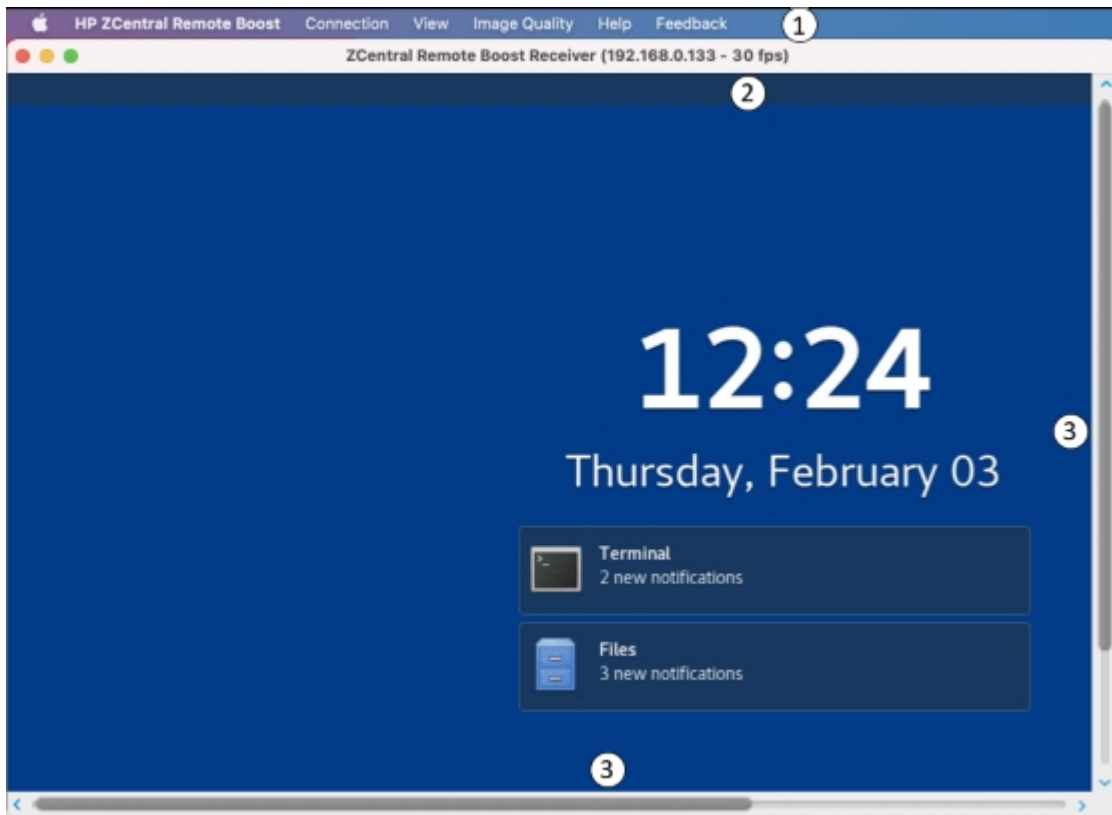 HP ZCentral Remote Boost Connection View Image Quality Help Feedback 1
ZCentral Remote Boost Receiver (192.168.0.133 - 30 fps)
2
12:24
3
Thursday, February 03
Terminal
2 new notifications
Files
3 new notifications
3